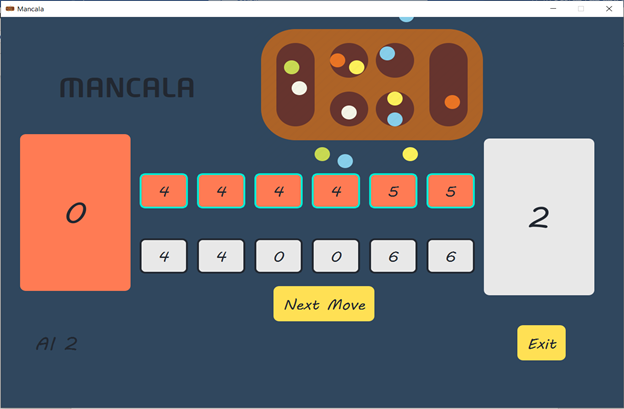 Mancala
MANCALA
0
4 4 4 4 5 5
2
4 4 0 0 6 6
Next Move
AI 2
Exit